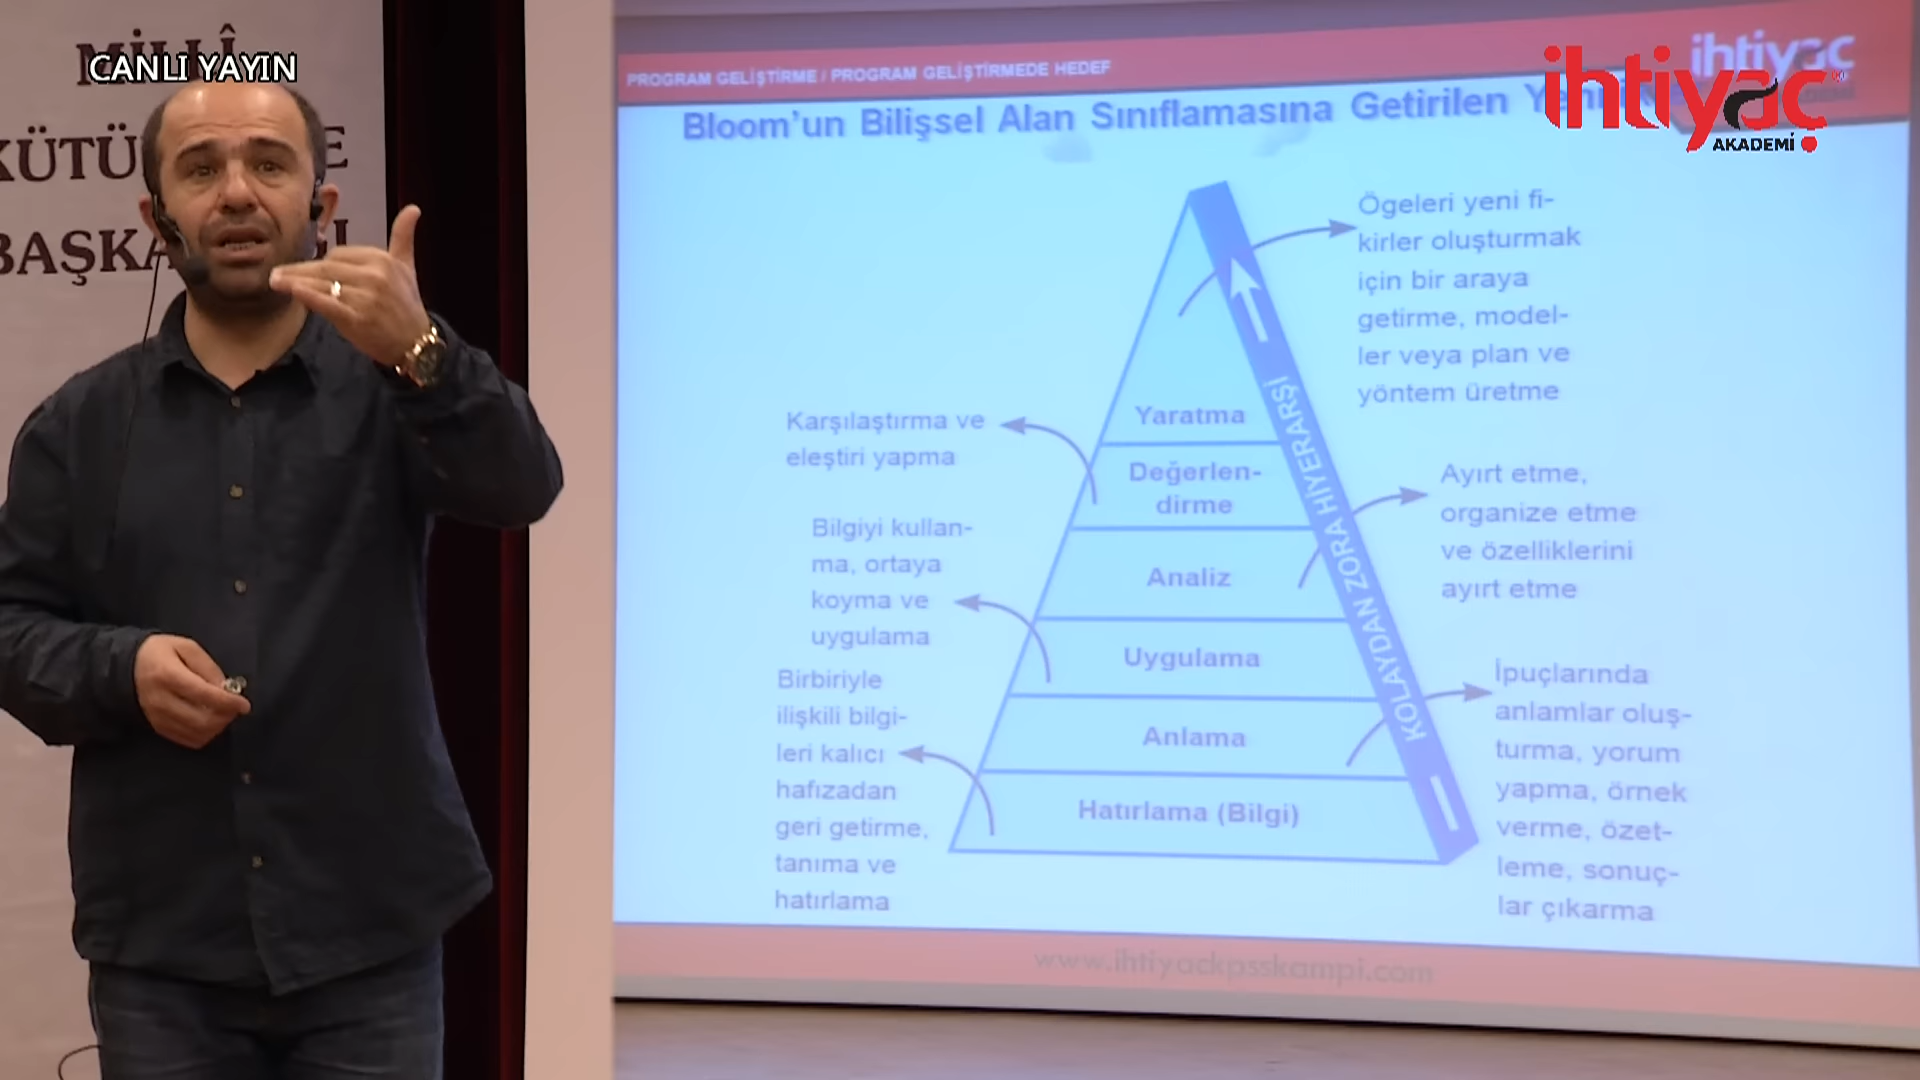 MİLLÎ
CANLI YAYIN
BAŞKA
PROGRAM GELİŞTİRME / PROGRAM GELİŞTİRMEDE HEDEF
ihtiyaç
ihtiyaç
AKADEMİ
Bloom'un Bilişsel Alan Sınıflamasına Getirilen
Ögeleri yeni fi-
kirler oluşturmak
için bir araya
getirme, model-
ler veya plan ve
yöntem üretme
Karşılaştırma ve
eleştiri yapma
Yaratma
Değerlen-
dirme
Ayırt etme,
organize etme
ve özelliklerini
ayırt etme
Bilgiyi kullan-
ma, ortaya
koyma ve
uygulama
Analiz
Uygulama
KOLAYDAN ZORA HİYERARŞİ
Birbiriyle
ilişkili bilgi-
leri kalıcı
hafızadan
geri getirme,
tanıma ve
hatırlama
Anlama
Hatırlama (Bilgi)
İpuçlarında
anlamlar oluş-
turma, yorum
yapma, örnek
verme, özet-
leme, sonuç-
lar çıkarma
www.ihtiyackpsskampi.com